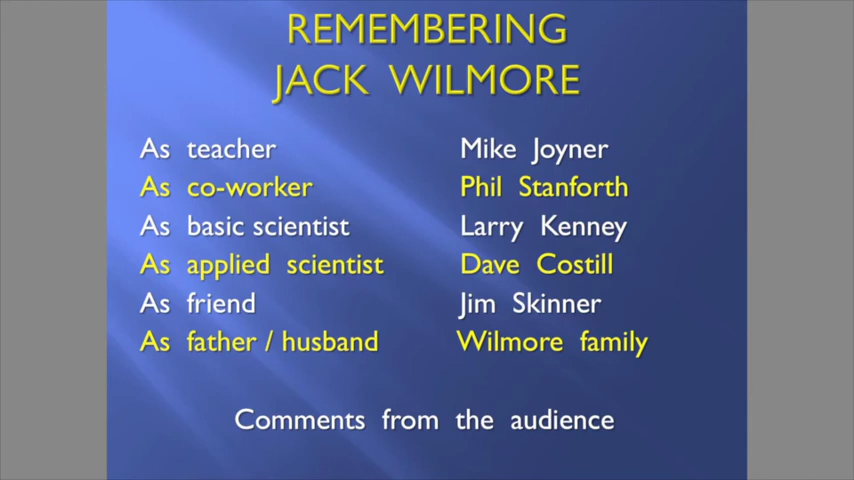 REMEMBERING
JACK WILMORE
As teacher Mike Joyner
As co-worker Phil Stanforth
As basic scientist Larry Kenney
As applied scientist Dave Costill
As friend Jim Skinner
As father / husband Wilmore family
Comments from the audience